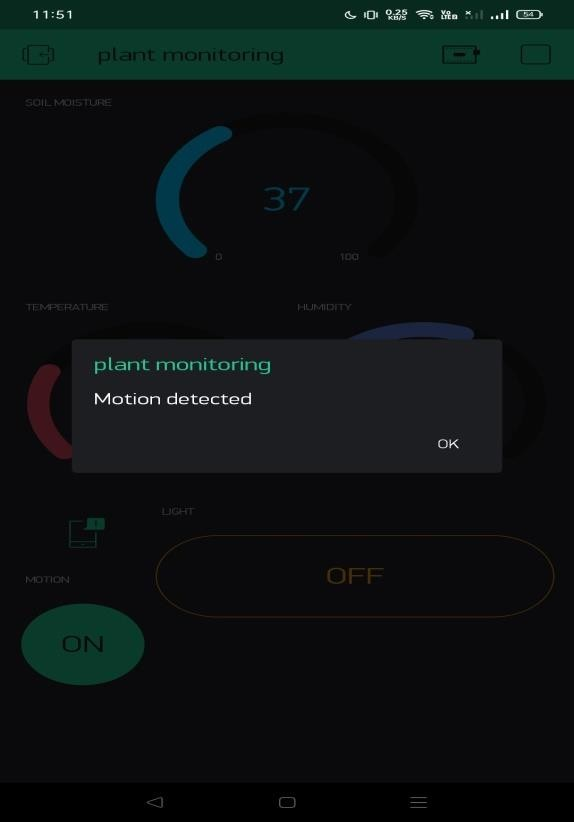 11:51
0.25
KB/S
Vo
LTE2
54
plant monitoring
SOIL MOISTURE
37
0
100
TEMPERATURE
HUMIDITY
plant monitoring
Motion detected
OK
LIGHT
OFF
MOTION
ON